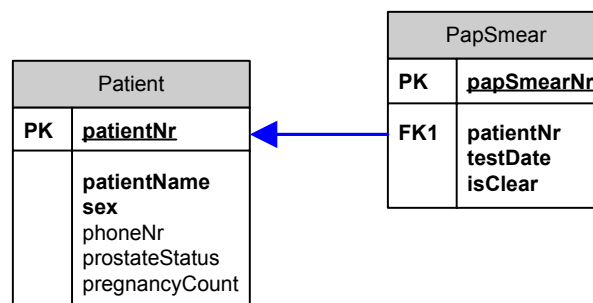 Patient
PK patientNr
patientName
sex
phoneNr
prostateStatus
pregnancyCount
PapSmear
PK papSmearNr
FK1 patientNr
testDate
isClear